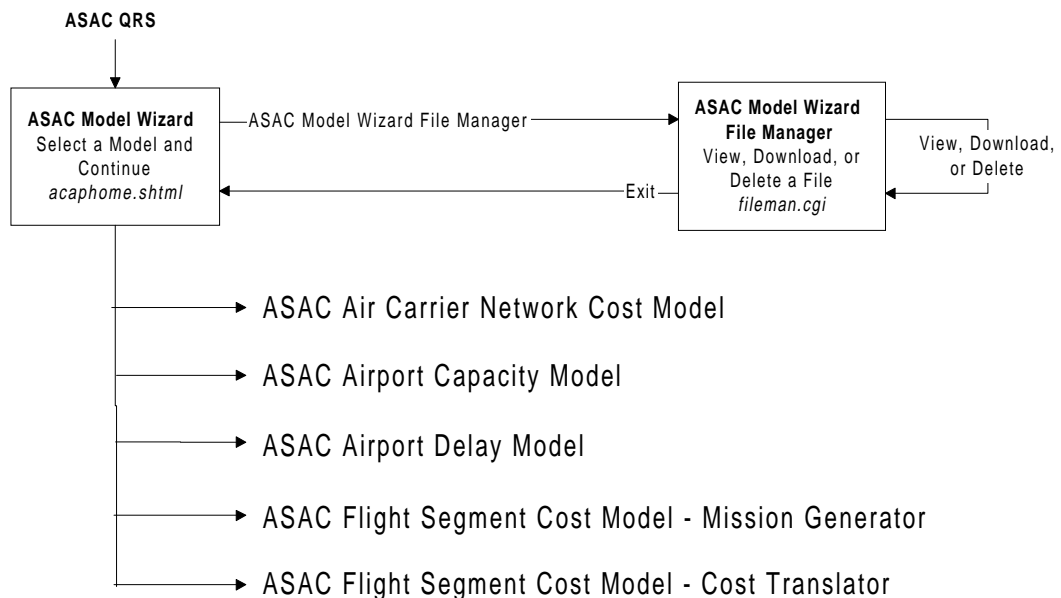 ASAC QRS
ASAC Model Wizard
Select a Model and
Continue
acaphome.shtml
ASAC Model Wizard File Manager
Exit
ASAC Model Wizard
File Manager
View, Download, or
Delete a File
fileman.cgi
View, Download,
or Delete
ASAC Air Carrier Network Cost Model
ASAC Airport Capacity Model
ASAC Airport Delay Model
ASAC Flight Segment Cost Model - Mission Generator
ASAC Flight Segment Cost Model - Cost Translator